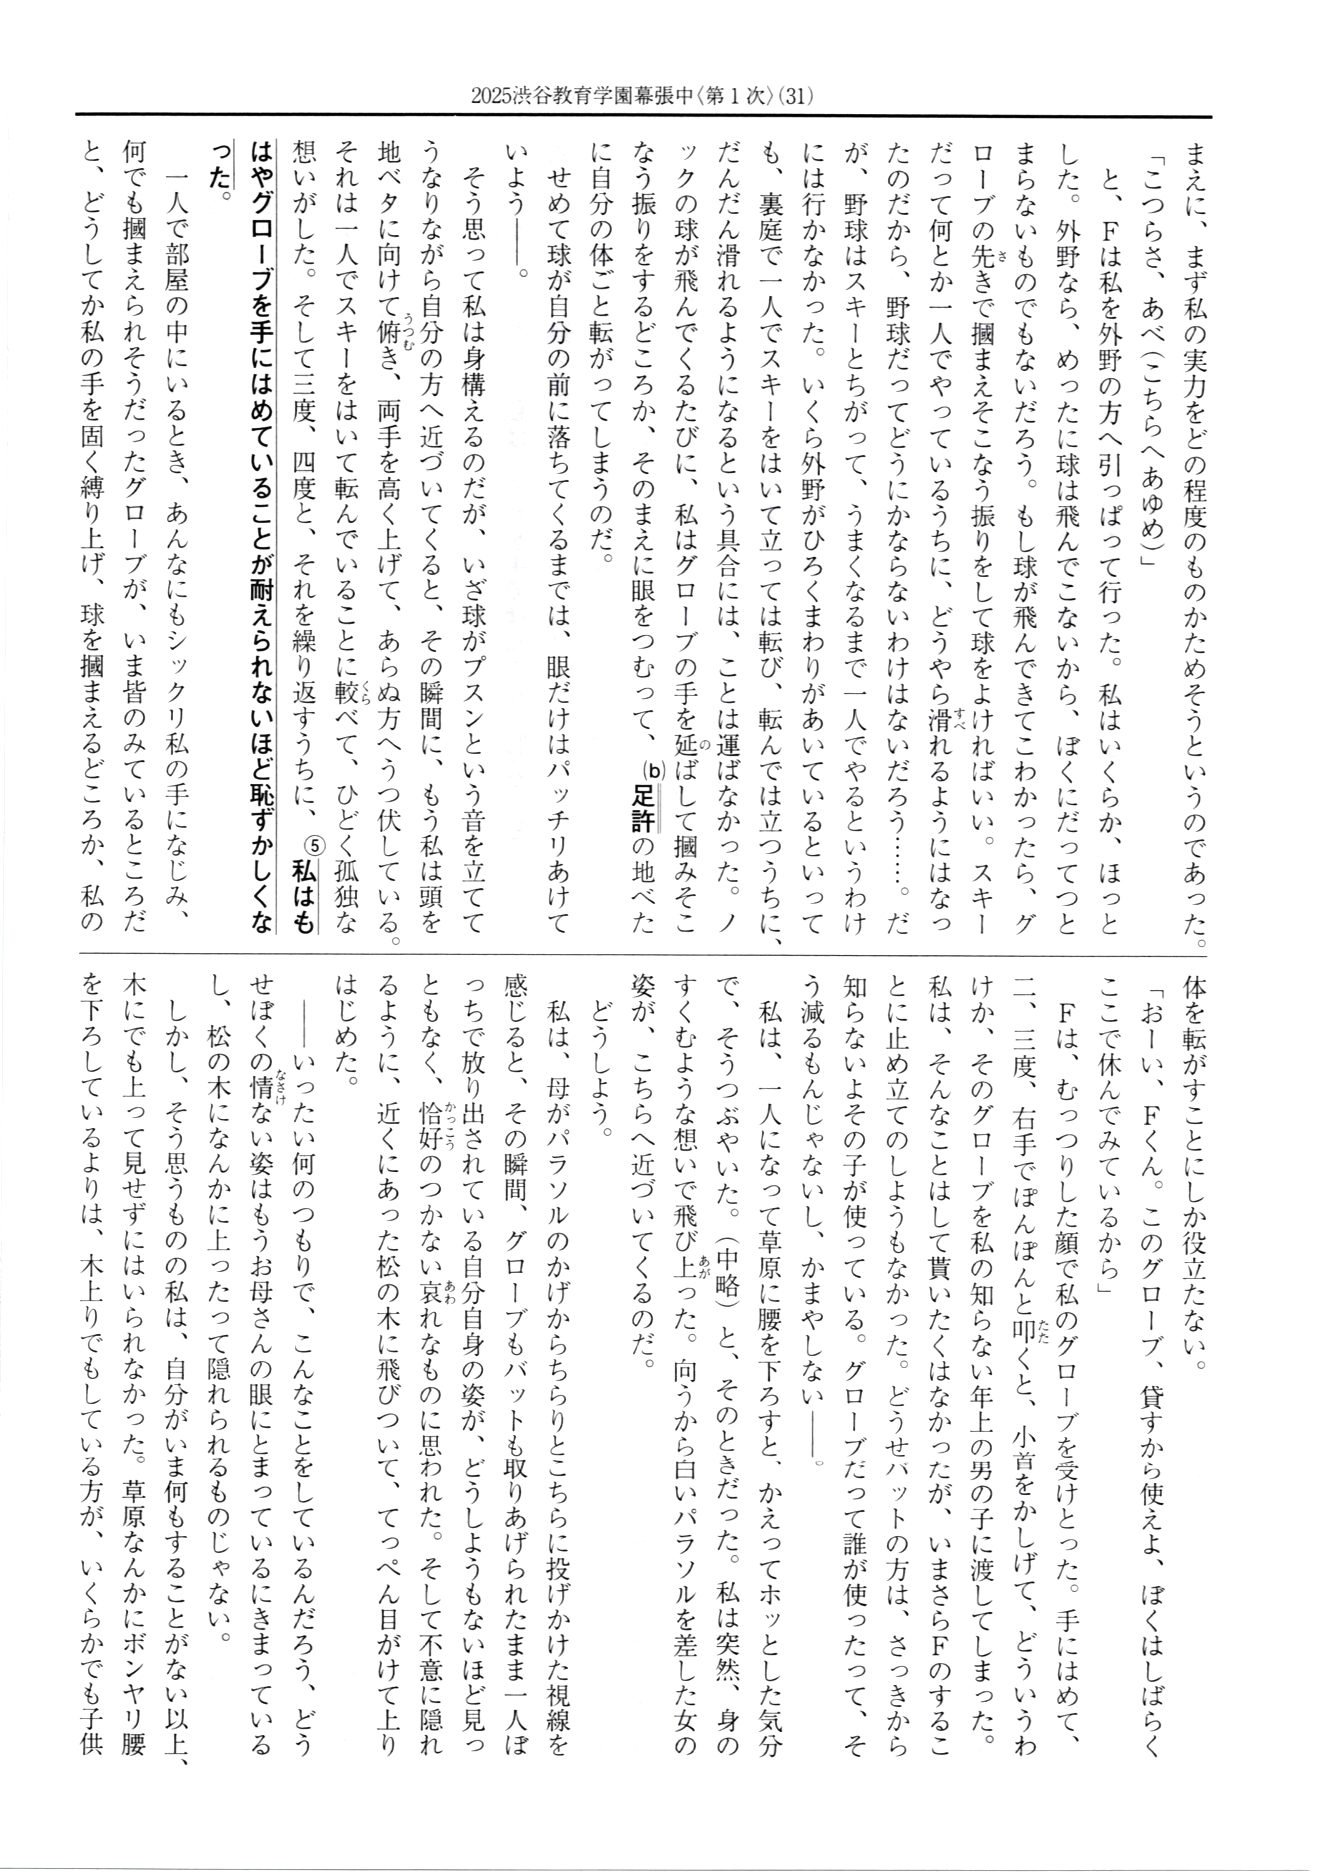 2025渋谷教育学園幕張中〈第1次〉(31)
まえに、まず私の実力をどの程度のものかためそうというのであった。
「こつらさ、あべ(こちらへあゆめ)」
と、Fは私を外野の方へ引っぱって行った。私はいくらか、ほっと
した。外野なら、めったに球は飛んでこないから、ぼくにだってつと
まらないものでもないだろう。もし球が飛んできてこわかったら、グ
ローブの先きで摑まえそこなう振りをして球をよければいい。スキー
だって何とか一人でやっているうちに、どうやら滑れるようにはなっ
たのだから、野球だってどうにかならないわけはないだろう……。だ
が、野球はスキーとちがって、うまくなるまで一人でやるというわけ
には行かなかった。いくら外野がひろくまわりがあいているといって
も、裏庭で一人でスキーをはいて立っては転び、転んでは立つうちに、
だんだん滑れるようになるという具合には、ことは運ばなかった。ノ
ックの球が飛んでくるたびに、私はグローブの手を延ばして摑みそこ
なう振りをするどころか、そのまえに眼をつむって、(b)足許の地べた
に自分の体ごと転がってしまうのだ。
せめて球が自分の前に落ちてくるまでは、眼だけはパッチリあけて
いよう――。
そう思って私は身構えるのだが、いざ球がプスンという音を立てて
うなりながら自分の方へ近づいてくると、その瞬間に、もう私は頭を
地ベタに向けて俯き、両手を高く上げて、あらぬ方へうつ伏している。
それは一人でスキーをはいて転んでいることに較べて、ひどく孤独な
想いがした。そして三度、四度と、それを繰り返すうちに、⑤私はも
はやグローブを手にはめていることが耐えられないほど恥ずかしくな
った。
一人で部屋の中にいるとき、あんなにもシックリ私の手になじみ、
何でも摑まえられそうだったグローブが、いま皆のみているところだ
と、どうしてか私の手を固く縛り上げ、球を摑まえるどころか、私の
体を転がすことにしか役立たない。
「おーい、Fくん。このグローブ、貸すから使えよ、ぼくはしばらく
ここで休んでみているから」
Fは、むっつりした顔で私のグローブを受けとった。手にはめて、
二、三度、右手でぽんぽんと叩くと、小首をかしげて、どういうわ
けか、そのグローブを私の知らない年上の男の子に渡してしまった。
私は、そんなことはして貰いたくはなかったが、いまさらFのするこ
とに止め立てのしようもなかった。どうせバットの方は、さっきから
知らないよその子が使っている。グローブだって誰が使ったって、そ
う減るもんじゃないし、かまやしない――。
私は、一人になって草原に腰を下ろすと、かえってホッとした気分
で、そうつぶやいた。(中略)と、そのときだった。私は突然、身の
すくむような想いで飛び上った。向うから白いパラソルを差した女の
姿が、こちらへ近づいてくるのだ。
どうしよう。
私は、母がパラソルのかげからちらりとこちらに投げかけた視線を
感じると、その瞬間、グローブもバットも取りあげられたまま一人ぼ
っちで放り出されている自分自身の姿が、どうしようもないほど見っ
ともなく、恰好のつかない哀れなものに思われた。そして不意に隠れ
るように、近くにあった松の木に飛びついて、てっぺん目がけて上り
はじめた。
――いったい何のつもりで、こんなことをしているんだろう、どう
せぼくの情ない姿はもうお母さんの眼にとまっているにきまっている
し、松の木になんかに上ったって隠れられるものじゃない。
しかし、そう思うものの私は、自分がいま何もすることがない以上、
木にでも上って見せずにはいられなかった。草原なんかにボンヤリ腰
を下ろしているよりは、木上りでもしている方が、いくらかでも子供